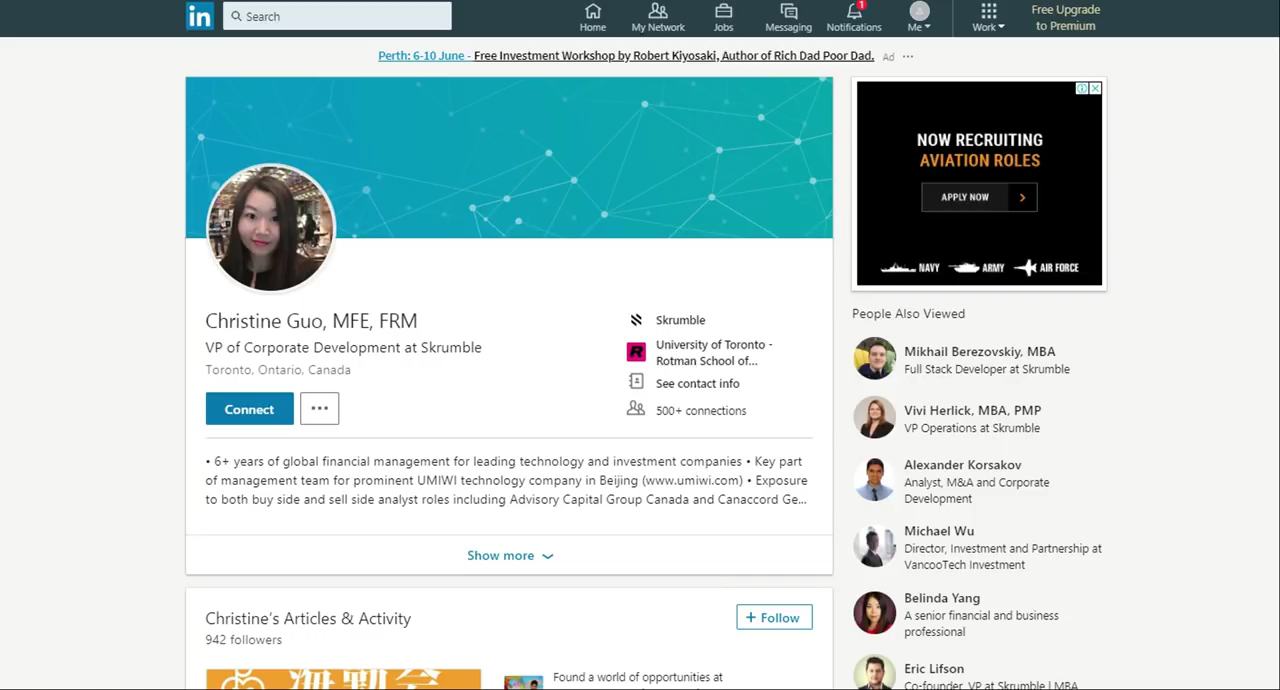 in
Search
Home
My Network
Jobs
Messaging
1
Notifications
Me
Work
Free Upgrade
to Premium
Perth: 6-10 June - Free Investment Workshop by Robert Kiyosaki, Author of Rich Dad Poor Dad. Ad ...
NOW RECRUITING
AVIATION ROLES
APPLY NOW
NAVY ARMY AIR FORCE
Christine Guo, MFE, FRM
VP of Corporate Development at Skrumble
Toronto, Ontario, Canada
Connect
...
Skrumble
R
University of Toronto -
Rotman School of...
See contact info
500+ connections
• 6+ years of global financial management for leading technology and investment companies • Key part
of management team for prominent UMIWI technology company in Beijing (www.umiwi.com) • Exposure
to both buy side and sell side analyst roles including Advisory Capital Group Canada and Canaccord Ge...
Show more
Christine's Articles & Activity
942 followers
+ Follow
Found a world of opportunities at
People Also Viewed
Mikhail Berezovskiy, MBA
Full Stack Developer at Skrumble
Vivi Herlick, MBA, PMP
VP Operations at Skrumble
Alexander Korsakov
Analyst, M&A and Corporate
Development
Michael Wu
Director, Investment and Partnership at
VancooTech Investment
Belinda Yang
A senior financial and business
professional
Eric Lifson
Co-founder, VP at Skrumble | MBA